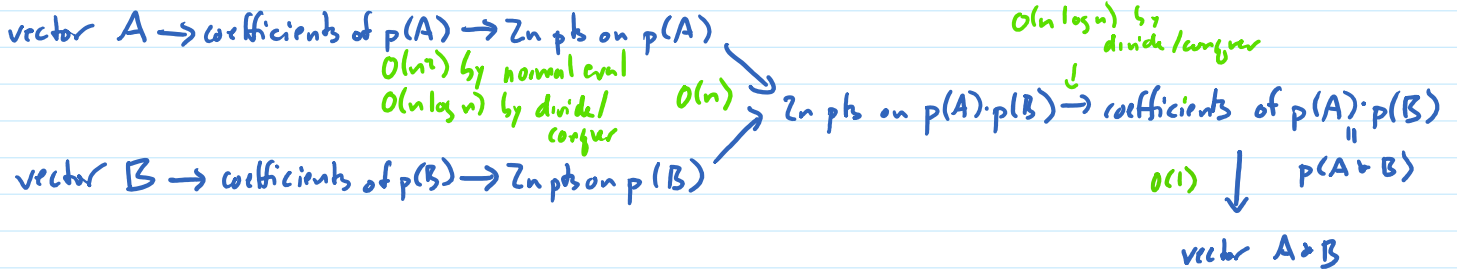 vector A → coefficients of p(A) → 2n pts on p(A)
O(n²) by normal eval
O(n log n) by divide/
conquer
O(n)
vector B → coefficients of p(B) → 2n pts on p(B)
O(n log n) by
divide/conquer
2n pts on p(A)·p(B) → coefficients of p(A)·p(B)
=
p(A * B)
O(1)
vector A * B